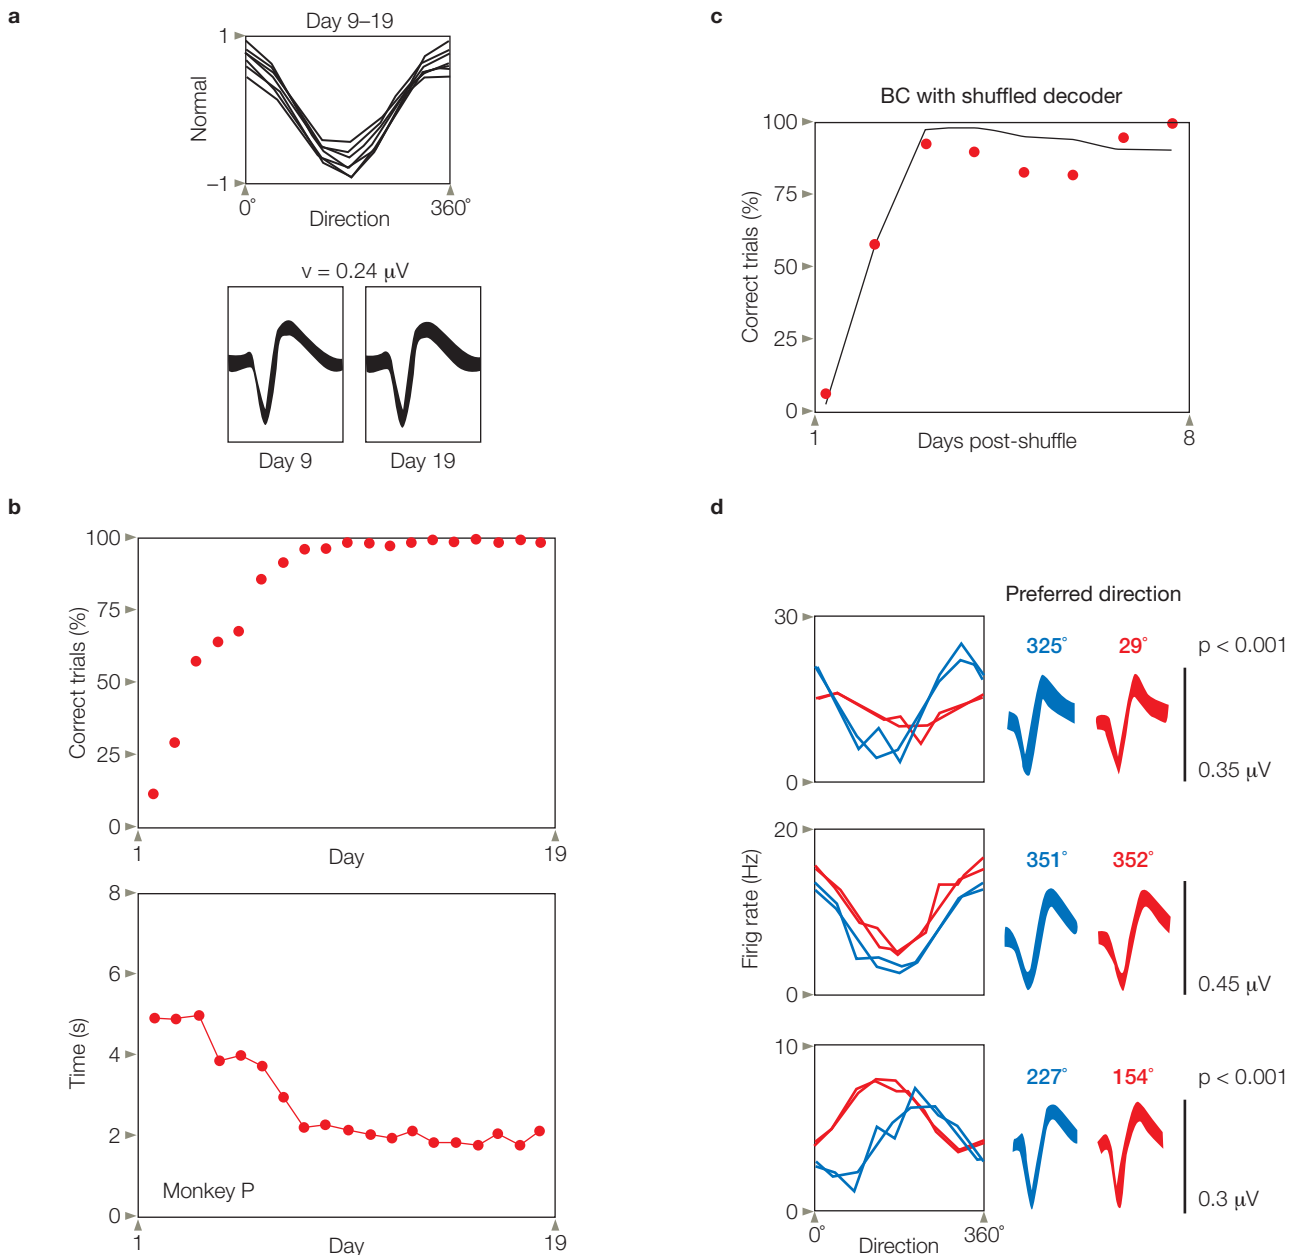 a
Day 9–19
1
Normal
–1
0°
360°
Direction
v = 0.24 µV
Day 9
Day 19
b
100
75
50
25
0
Correct trials (%)
1
Day
19
8
6
4
2
0
Time (s)
Monkey P
1
Day
19
c
BC with shuffled decoder
100
75
50
25
0
Correct trials (%)
1
Days post-shuffle
8
d
Preferred direction
30
0
325°
29°
p < 0.001
0.35 µV
20
0
Firig rate (Hz)
351°
352°
0.45 µV
10
0
227°
154°
p < 0.001
0.3 µV
0°
360°
Direction